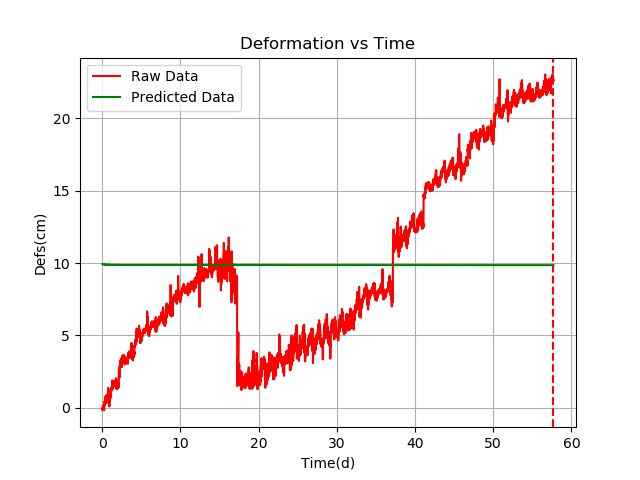 Deformation vs Time
Raw Data
Predicted Data
Defs(cm)
20
15
10
5
0
0 10 20 30 40 50 60
Time(d)